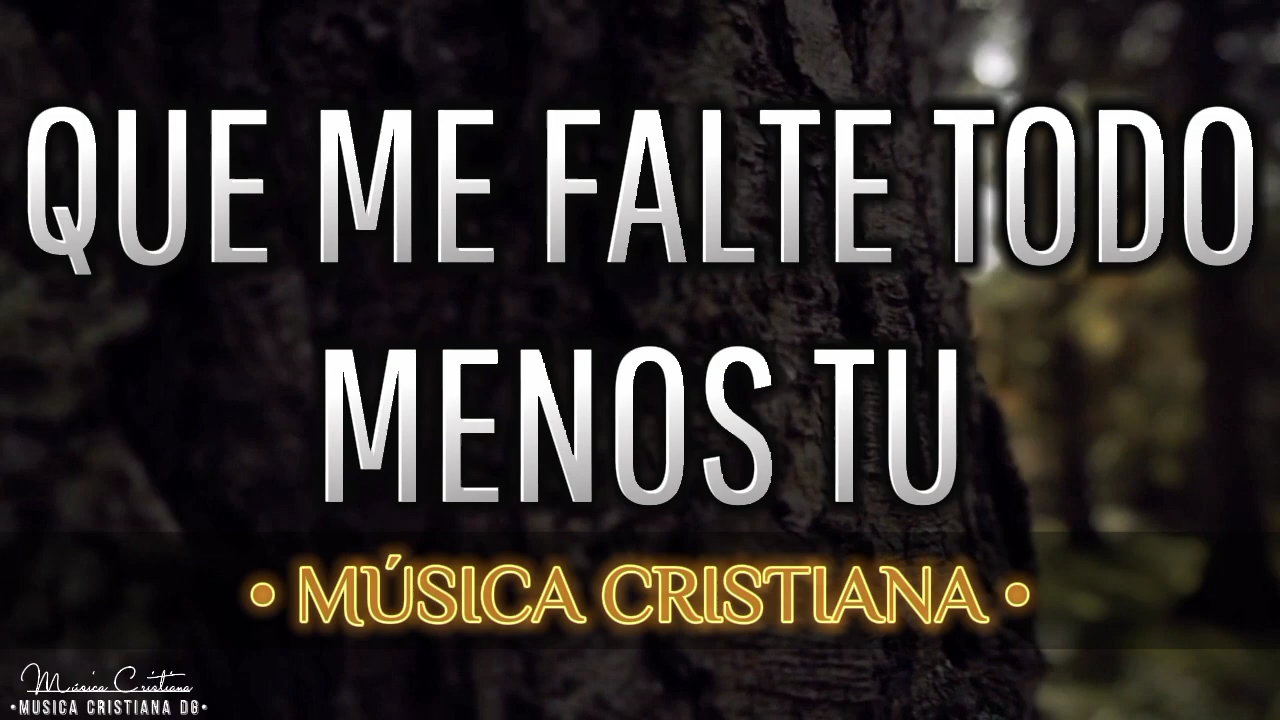 QUE ME FALTE TODO
MENOS TU
• MÚSICA CRISTIANA •
Música Cristiana
•MUSICA CRISTIANA DG•